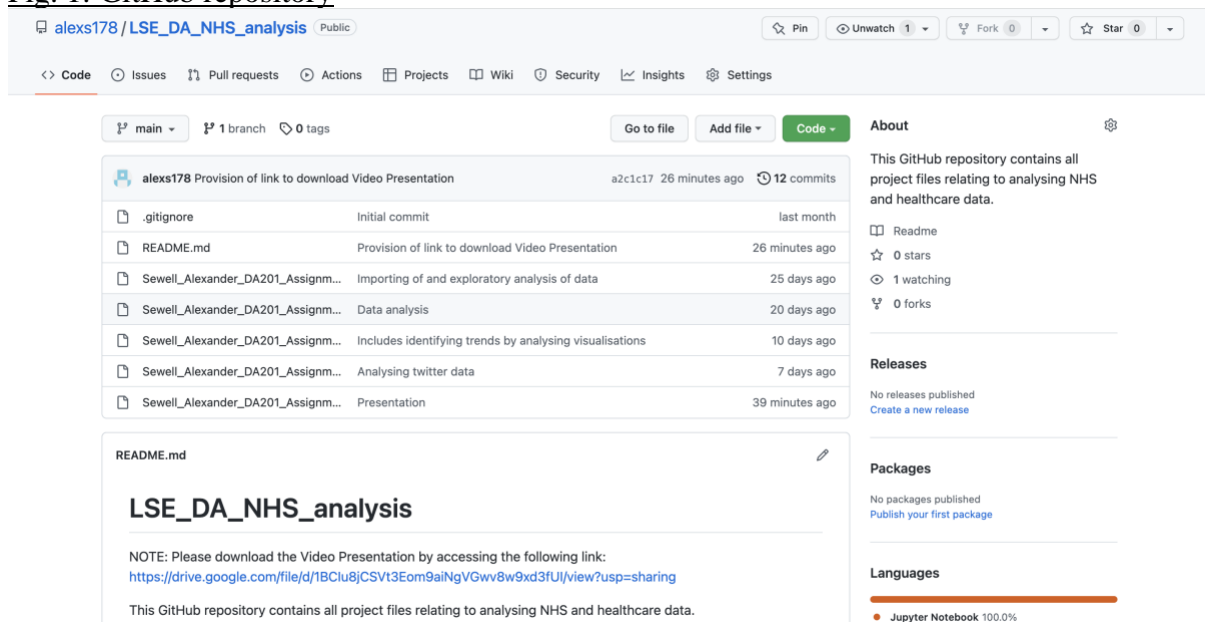 Fig. 1: GitHub repository
alexs178 / LSE_DA_NHS_analysis Public
Pin Unwatch 1 Fork 0 Star 0
Code Issues Pull requests Actions Projects Wiki Security Insights Settings
main 1 branch 0 tags Go to file Add file Code
alexs178 Provision of link to download Video Presentation a2c1c17 26 minutes ago 12 commits
.gitignore Initial commit last month
README.md Provision of link to download Video Presentation 26 minutes ago
Sewell_Alexander_DA201_Assignm... Importing of and exploratory analysis of data 25 days ago
Sewell_Alexander_DA201_Assignm... Data analysis 20 days ago
Sewell_Alexander_DA201_Assignm... Includes identifying trends by analysing visualisations 10 days ago
Sewell_Alexander_DA201_Assignm... Analysing twitter data 7 days ago
Sewell_Alexander_DA201_Assignm... Presentation 39 minutes ago
README.md
LSE_DA_NHS_analysis
NOTE: Please download the Video Presentation by accessing the following link:
https://drive.google.com/file/d/1BClu8jCSVt3Eom9aiNgVGwv8w9xd3fUI/view?usp=sharing
This GitHub repository contains all project files relating to analysing NHS and healthcare data.
About
This GitHub repository contains all
project files relating to analysing NHS
and healthcare data.
Readme
0 stars
1 watching
0 forks
Releases
No releases published
Create a new release
Packages
No packages published
Publish your first package
Languages
Jupyter Notebook 100.0%